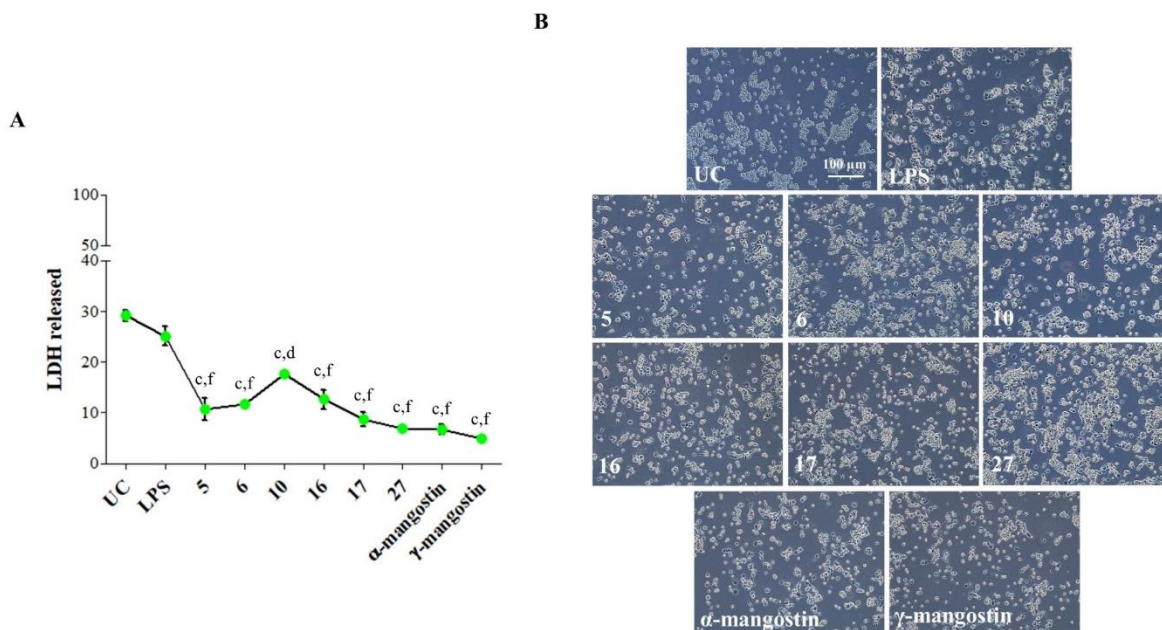 B
A
UC
100 µm
LPS
5
6
10
16
17
27
α-mangostin
γ-mangostin
LDH released
100
50
40
30
20
10
0
c,f
c,f
c,d
c,f
c,f
c,f
c,f
c,f
UC
LPS
5
6
10
16
17
27
α-mangostin
γ-mangostin